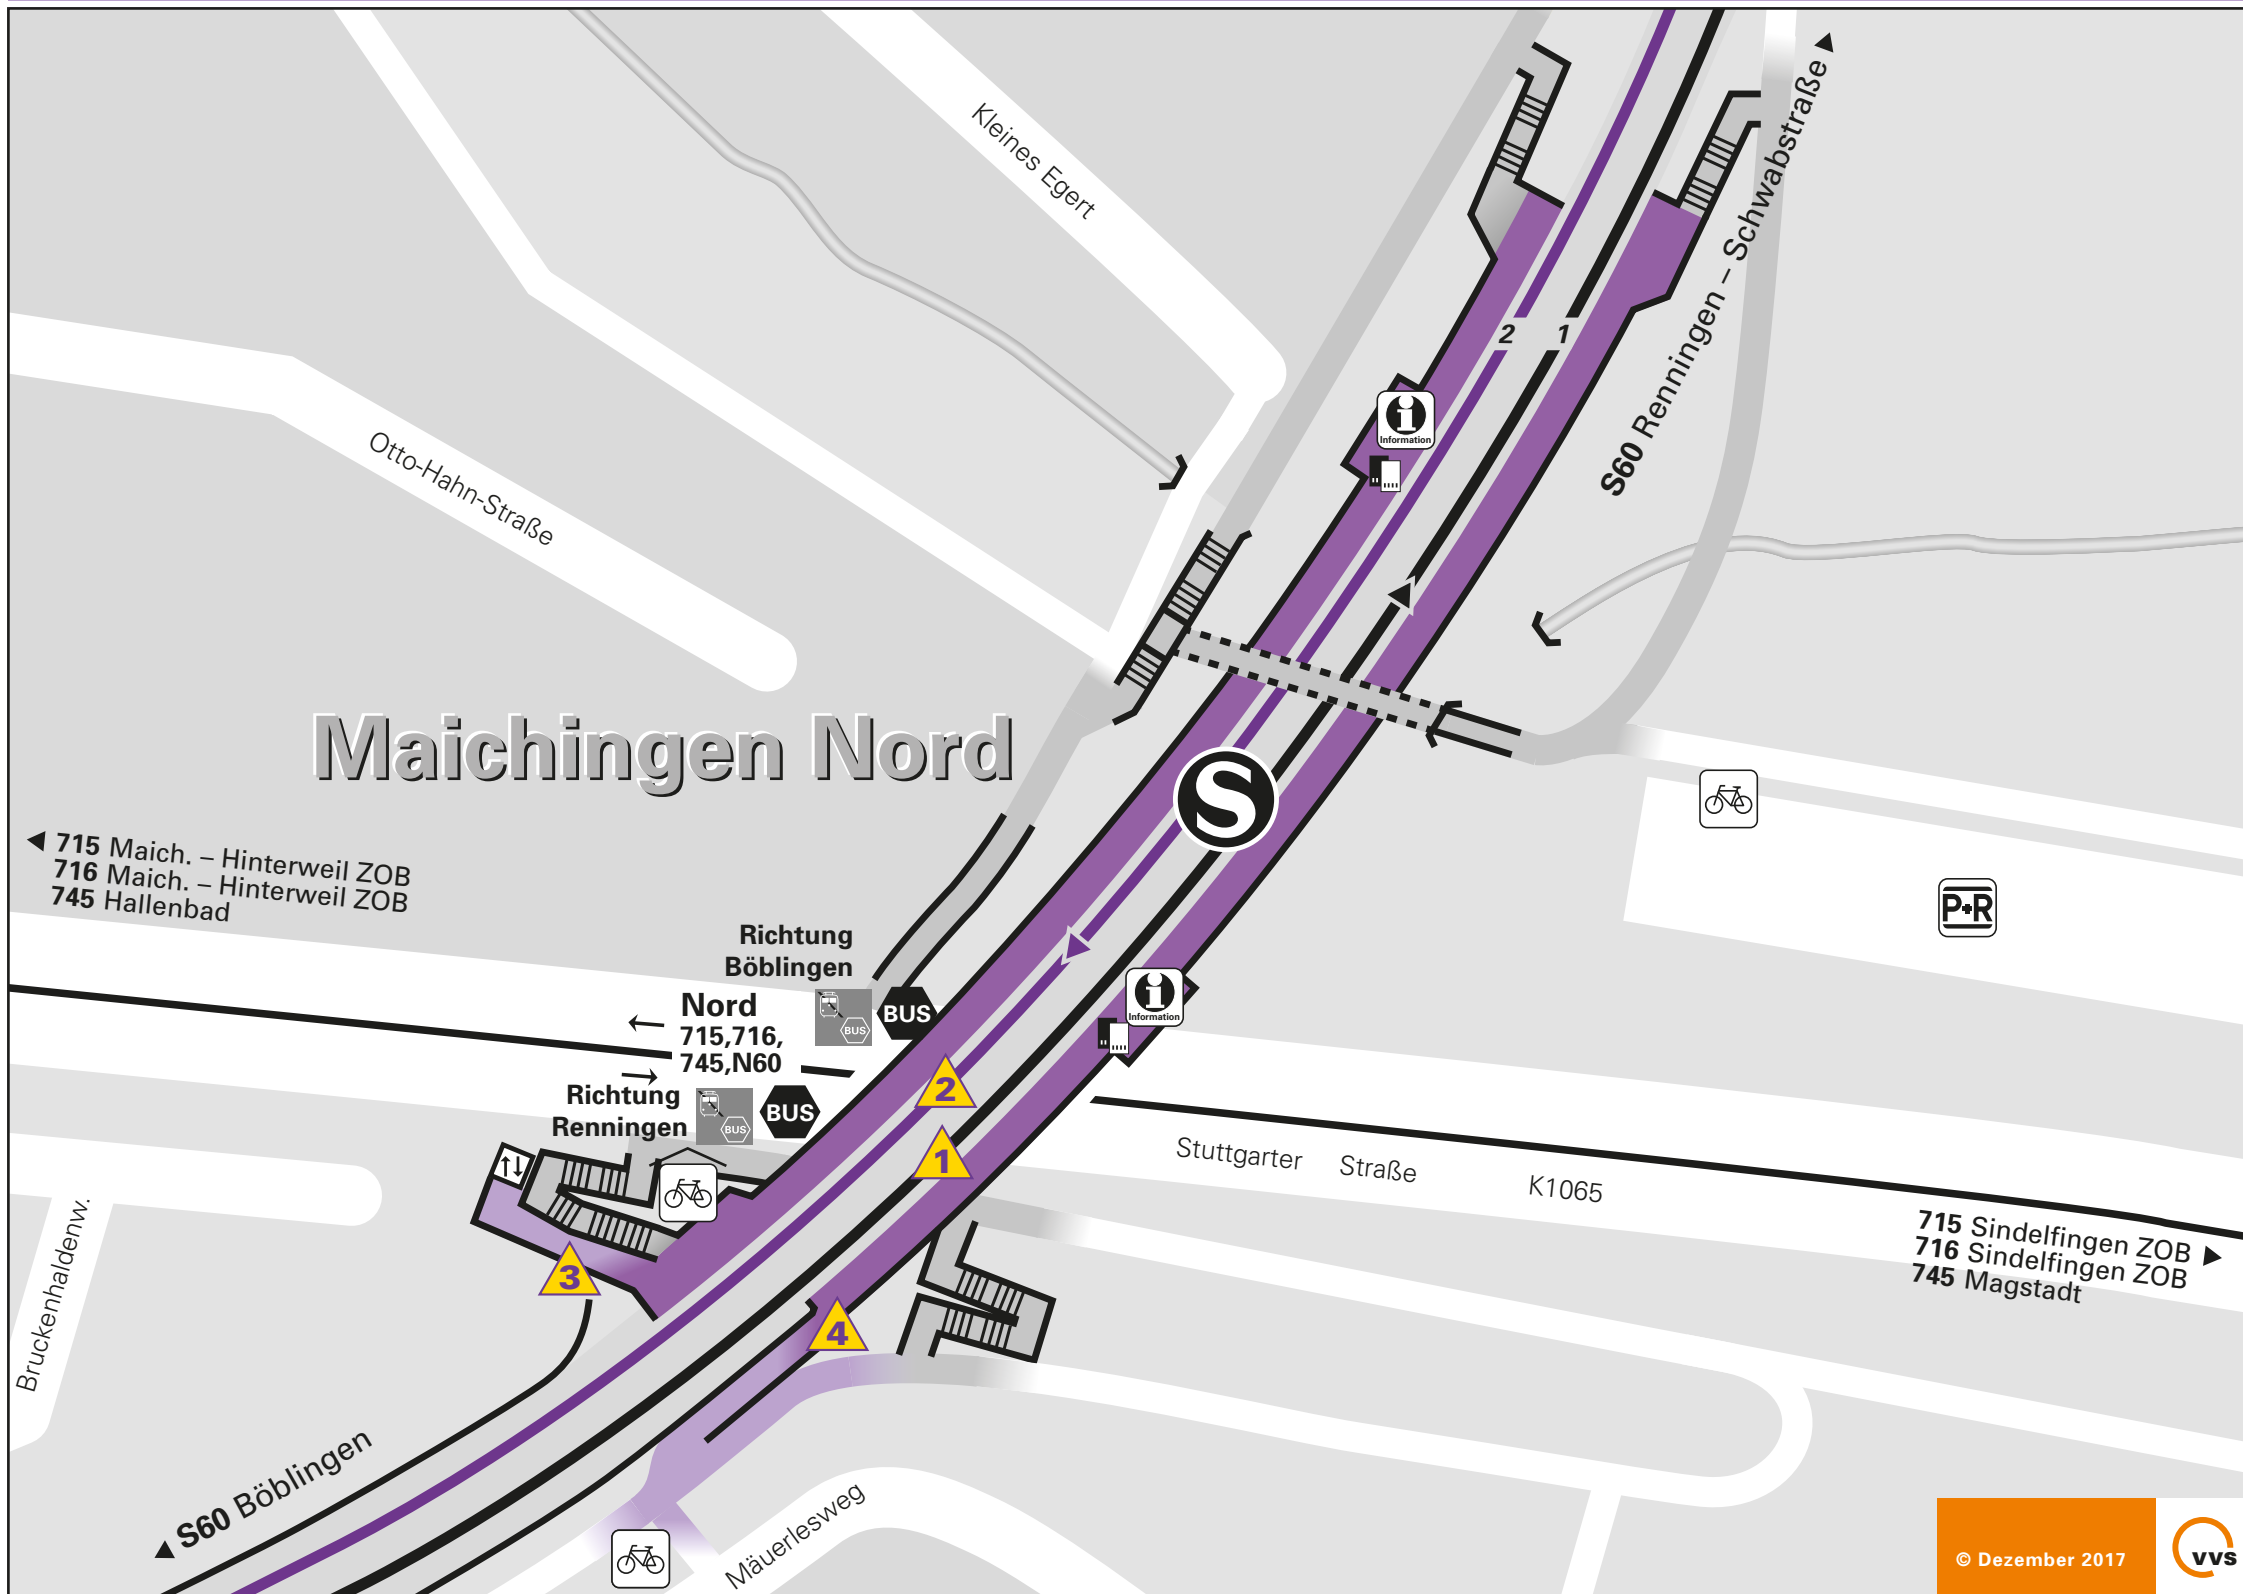 Kleines Egert
S60 Renningen – Schwabstraße
2
1
Information
Otto-Hahn-Straße
Maichingen Nord
S
715 Maich. – Hinterweil ZOB
716 Maich. – Hinterweil ZOB
745 Hallenbad
P+R
Richtung
Böblingen
BUS
BUS
Nord
715,716,
745,N60
Information
Richtung
Renningen
BUS
BUS
2
1
Stuttgarter Straße K1065
715 Sindelfingen ZOB
716 Sindelfingen ZOB
745 Magstadt
3
4
Bruckenhaldenw.
S60 Böblingen
Mäuerlesweg
© Dezember 2017
vvs